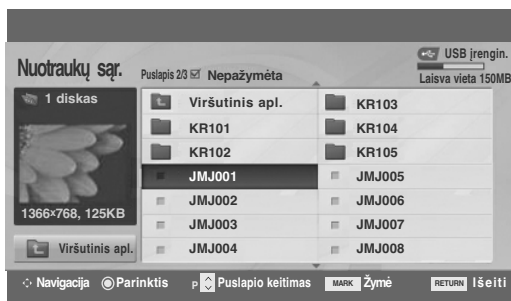 USB įrengin.
Nuotraukų sąr.
Puslapis 2/3 Nepažymėta
Laisva vieta 150MB
1 diskas
Viršutinis apl.
KR103
KR101
KR104
KR102
KR105
JMJ001
JMJ005
JMJ002
JMJ006
JMJ003
JMJ007
JMJ004
JMJ008
1366x768, 125KB
Viršutinis apl.
Navigacija Parinktis P Puslapio keitimas MARK Žymė RETURN Išeiti